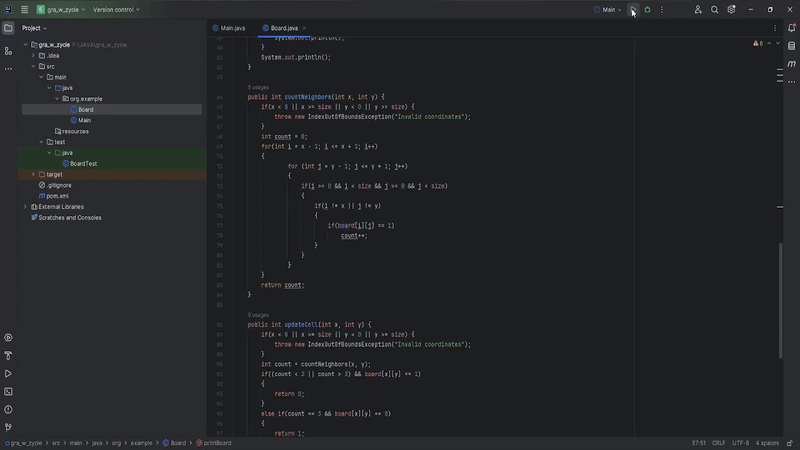 gra_w_zycie Version control Main
Project Main.java Board.java
gra_w_zycie F:\JAVA\gra_w_zycie
.idea
src
main
java
org.example
Board
Main
resources
test
java
BoardTest
target
.gitignore
pom.xml
External Libraries
Scratches and Consoles
6
System.out.println();
}
System.out.println();
}
5 usages
public int countNeighbors(int x, int y) {
if(x < 0 || x >= size || y < 0 || y >= size) {
throw new IndexOutOfBoundsException("Invalid coordinates");
}
int count = 0;
for(int i = x - 1; i <= x + 1; i++)
{
for (int j = y - 1; j <= y + 1; j++)
{
if(i >= 0 && i < size && j >= 0 && j < size)
{
if(i != x || j != y)
{
if(board[i][j] == 1)
count++;
}
}
}
}
return count;
}
8 usages
public int updateCell(int x, int y) {
if(x < 0 || x >= size || y < 0 || y >= size) {
throw new IndexOutOfBoundsException("Invalid coordinates");
}
int count = countNeighbors(x, y);
if((count < 2 || count > 3) && board[x][y] == 1)
{
return 0;
}
else if(count == 3 && board[x][y] == 0)
{
return 1;
gra_w_zycie src main java org example Board printBoard 57:51 CRLF UTF-8 4 spaces